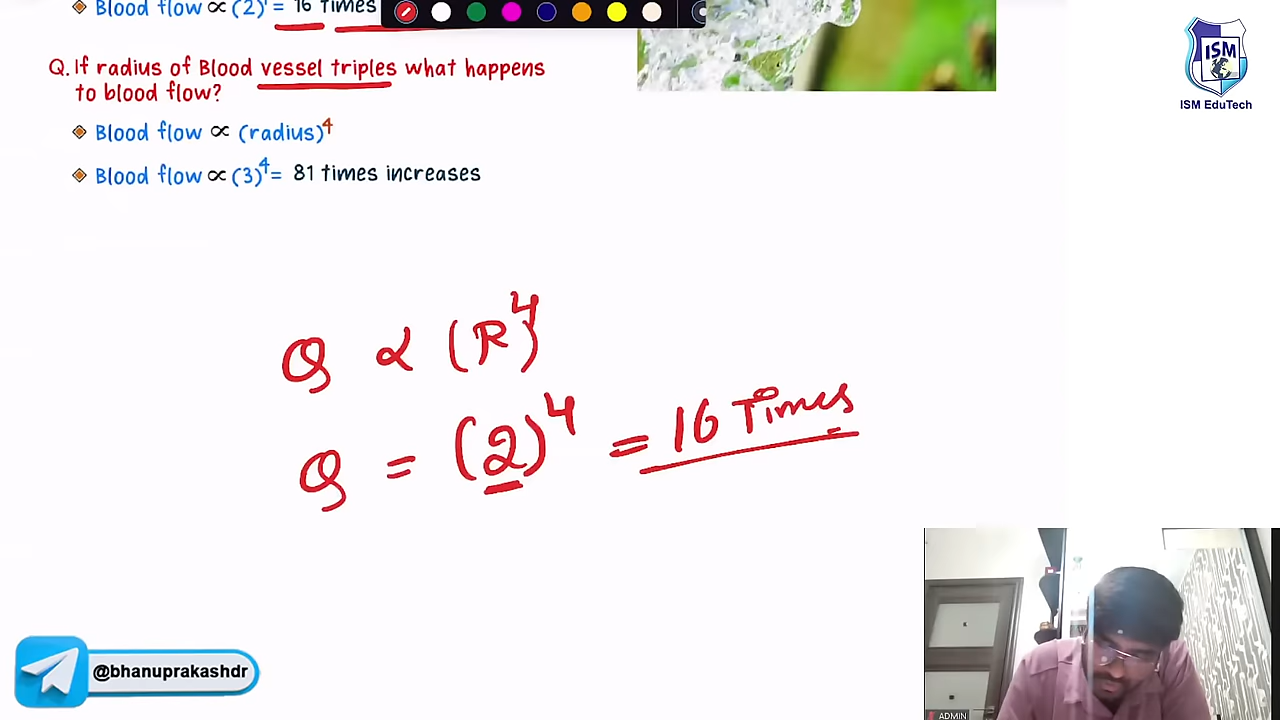 Blood flow ∝ (2)⁴ = 16 times
Q. If radius of Blood vessel triples what happens
to blood flow?
Blood flow ∝ (radius)⁴
Blood flow ∝ (3)⁴ = 81 times increases
Q ∝ (R)⁴
Q = (2)⁴ = 16 Times
ISM
ISM EduTech
@bhanuprakashdr
ADMIN